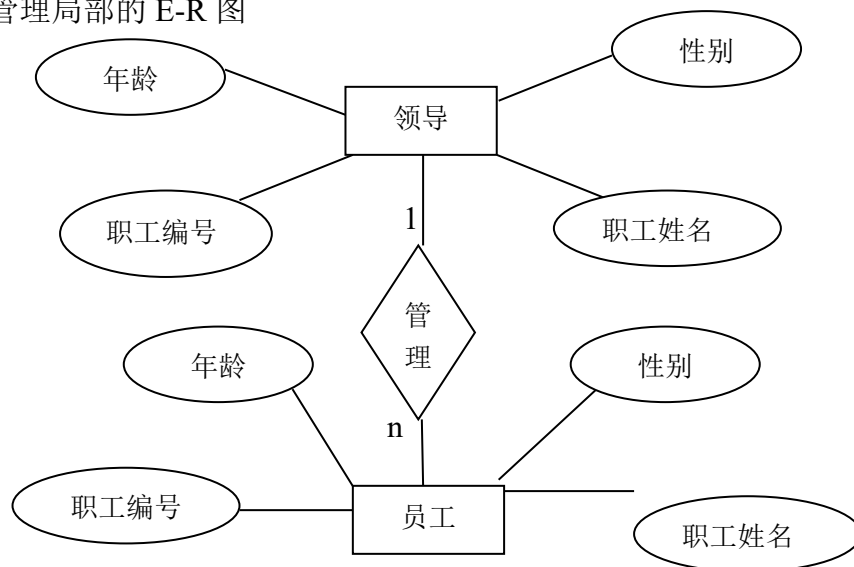 管理局部的 E-R 图
年龄
性别
领导
职工编号
职工姓名
1
管
理
年龄
性别
n
职工编号
员工
职工姓名